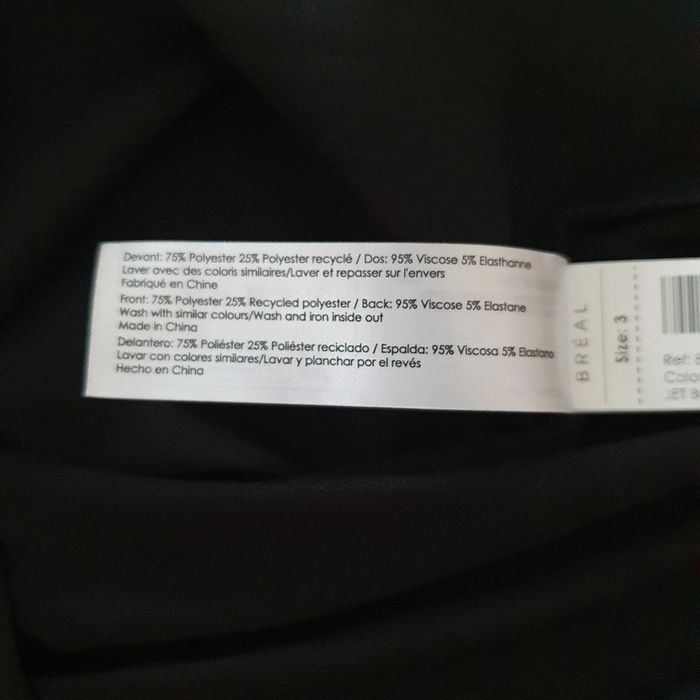 Devant: 75% Polyester 25% Polyester recyclé / Dos: 95% Viscose 5% Elasthanne
Laver avec des coloris similaires/Laver et repasser sur l'envers
Fabriqué en Chine
Front: 75% Polyester 25% Recycled polyester / Back: 95% Viscose 5% Elastane
Wash with similar colours/Wash and iron inside out
Made in China
Delantero: 75% Poliéster 25% Poliéster reciclado / Espalda: 95% Viscosa 5% Elastano
Lavar con colores similares/Lavar y planchar por el revés
Hecho en China
BRÉAL
Size: 3
Ref:
JET